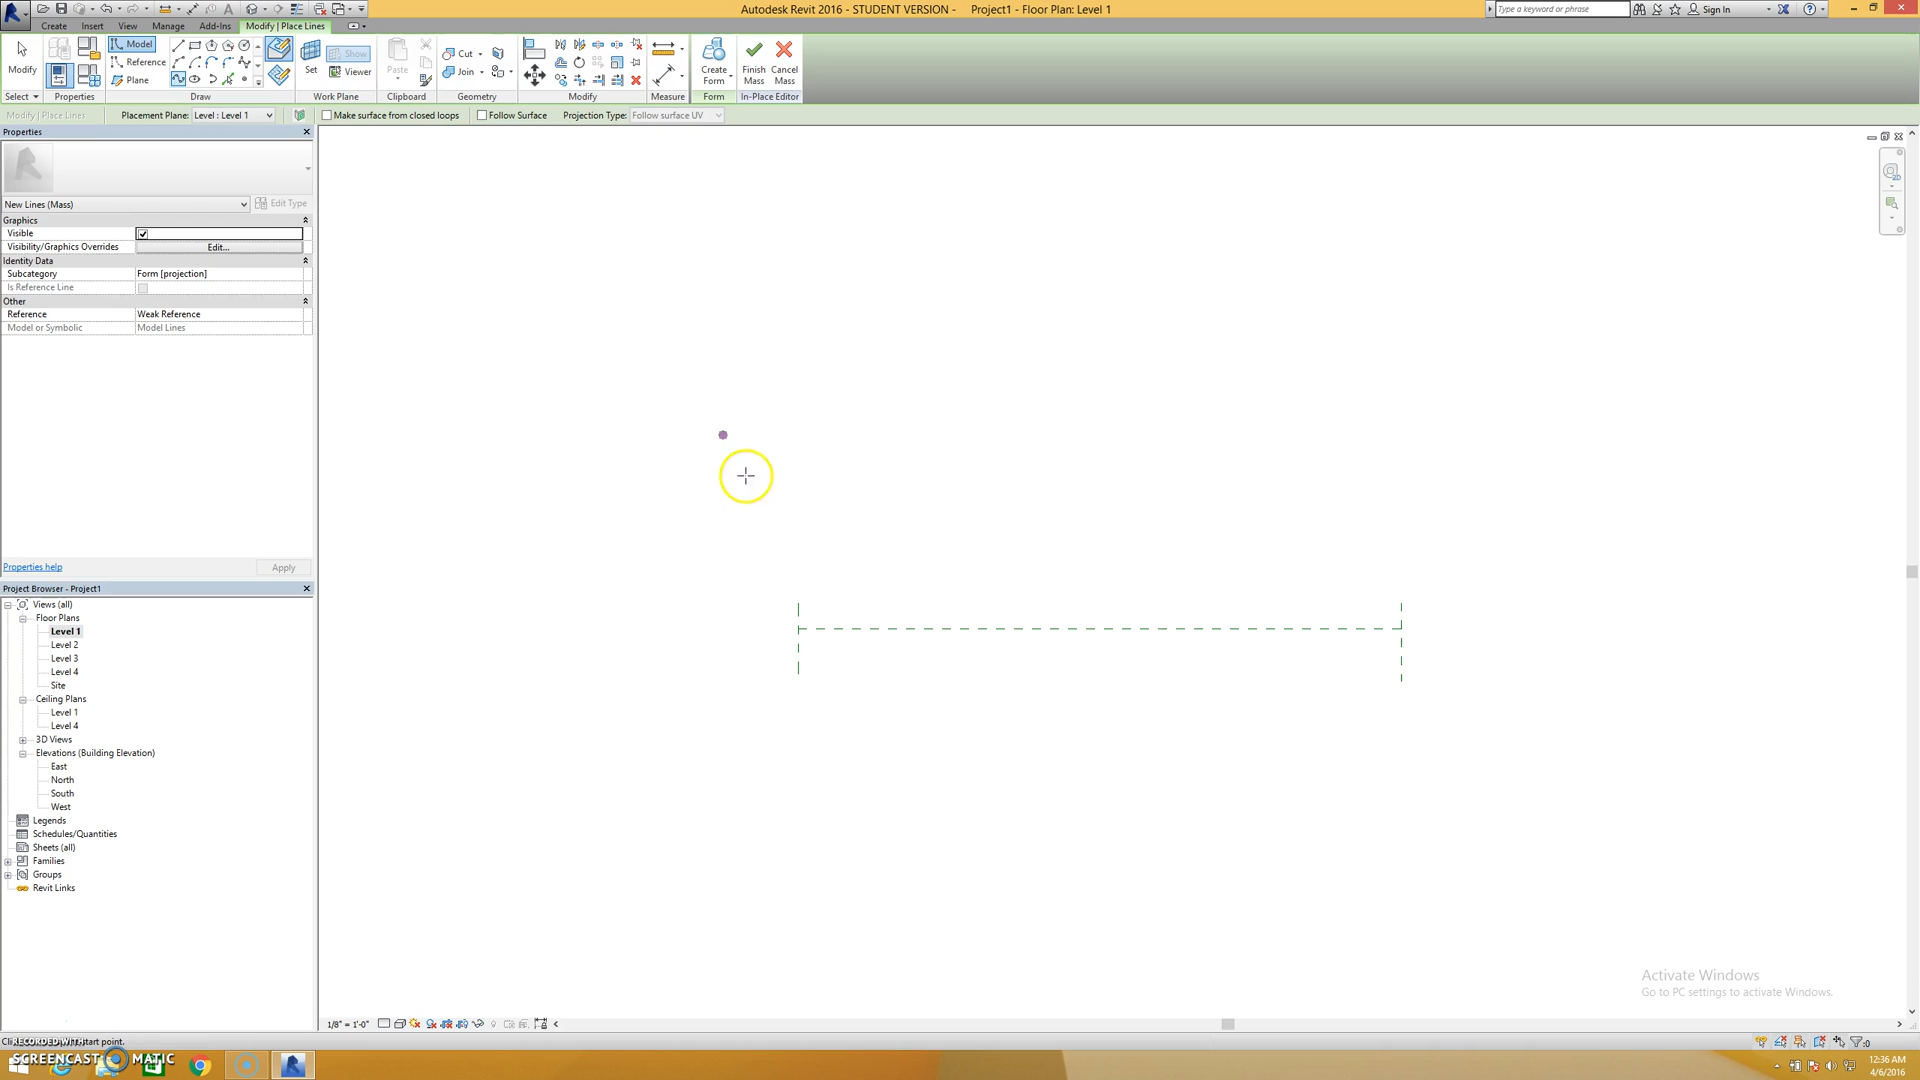 Autodesk Revit 2016 - STUDENT VERSION - Project1 - Floor Plan: Level 1
Type a keyword or phrase
Sign In
Create Insert View Manage Add-Ins Modify | Place Lines
Modify
Model
Reference
Plane
Set
Show
Viewer
Paste
Cut
Join
Create Form
Finish Mass
Cancel Mass
Select Properties Draw Work Plane Clipboard Geometry Modify Measure Form In-Place Editor
Modify | Place Lines Placement Plane: Level : Level 1 Make surface from closed loops Follow Surface Projection Type: Follow surface UV
Properties
New Lines (Mass) Edit Type
Graphics
Visible
Visibility/Graphics Overrides Edit...
Identity Data
Subcategory Form [projection]
Is Reference Line
Other
Reference Weak Reference
Model or Symbolic Model Lines
Properties help Apply
Project Browser - Project1
Views (all)
Floor Plans
Level 1
Level 2
Level 3
Level 4
Site
Ceiling Plans
Level 1
Level 4
3D Views
Elevations (Building Elevation)
East
North
South
West
Legends
Schedules/Quantities
Sheets (all)
Families
Groups
Revit Links
Activate Windows
Go to PC settings to activate Windows.
1/8" = 1'-0"
:0
start point.
RECORDED WITH
SCREENCAST MATIC
12:36 AM
4/6/2016